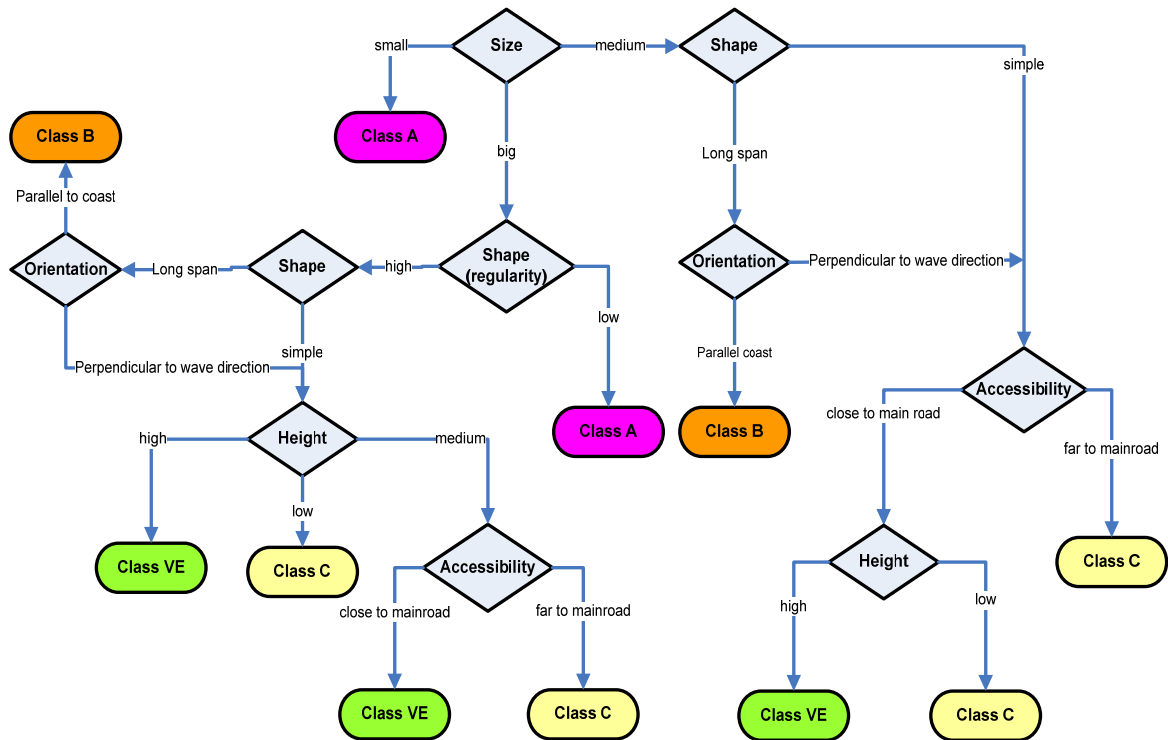 Size
small
medium
Shape
simple
Class B
Class A
big
Long span
Parallel to coast
Orientation
Long span
Shape
high
Shape
(regularity)
low
Orientation
Perpendicular to wave direction
simple
Perpendicular to wave direction
Parallel coast
Accessibility
close to main road
far to mainroad
high
Height
medium
Class A
Class B
low
Class VE
Class C
Accessibility
close to mainroad
far to mainroad
Height
high
low
Class C
Class VE
Class C
Class VE
Class C